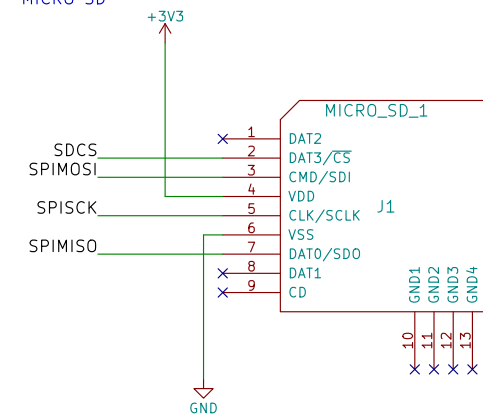 MICRO SD
+3V3
MICRO_SD_1
1 DAT2
SDCS 2 DAT3/CS
SPIMOSI 3 CMD/SDI
4 VDD
J1
SPISCK 5 CLK/SCLK
6 VSS
SPIMISO 7 DAT0/SDO
8 DAT1
9 CD
GND1 GND2 GND3 GND4
10 11 12 13
GND